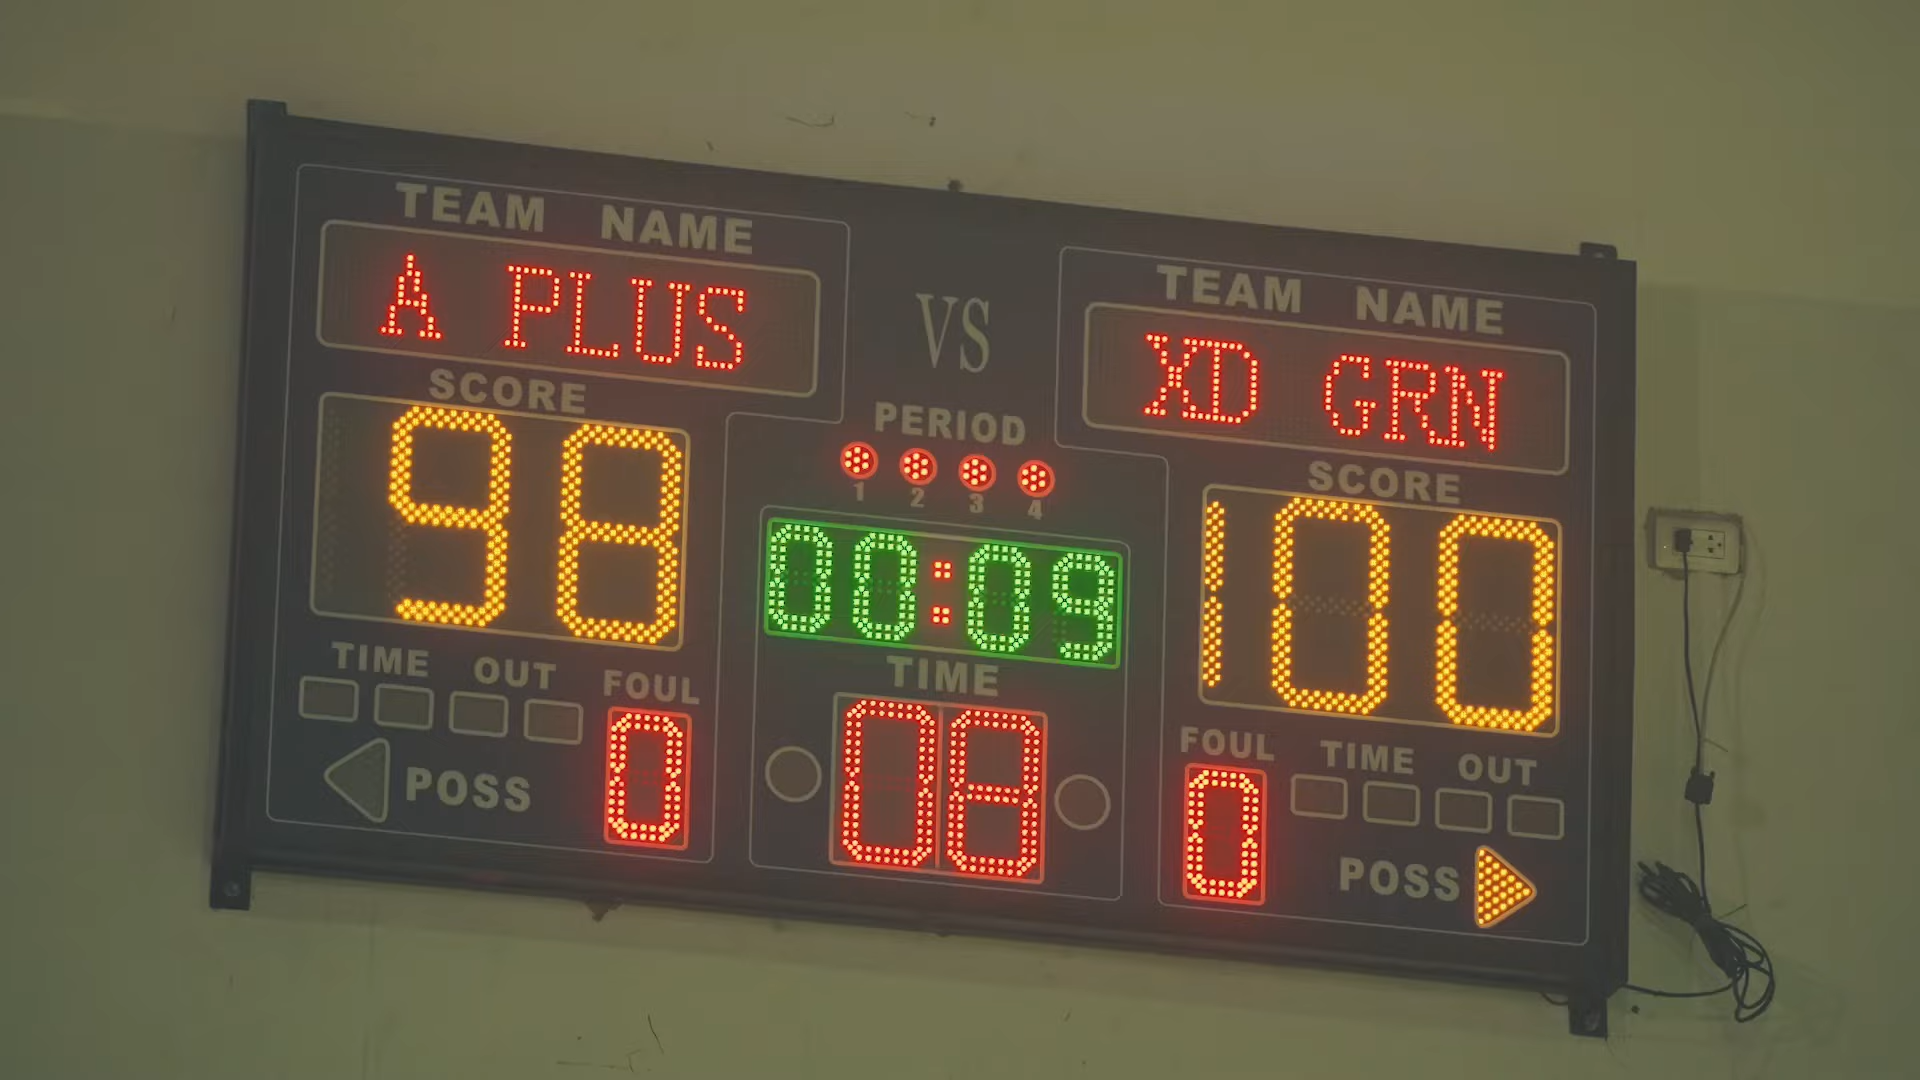 TEAM NAME
A PLUS
SCORE
98
TIME OUT
FOUL
0
POSS
VS
PERIOD
1 2 3 4
00:09
TIME
08
TEAM NAME
XD GRN
SCORE
100
FOUL
TIME OUT
0
POSS